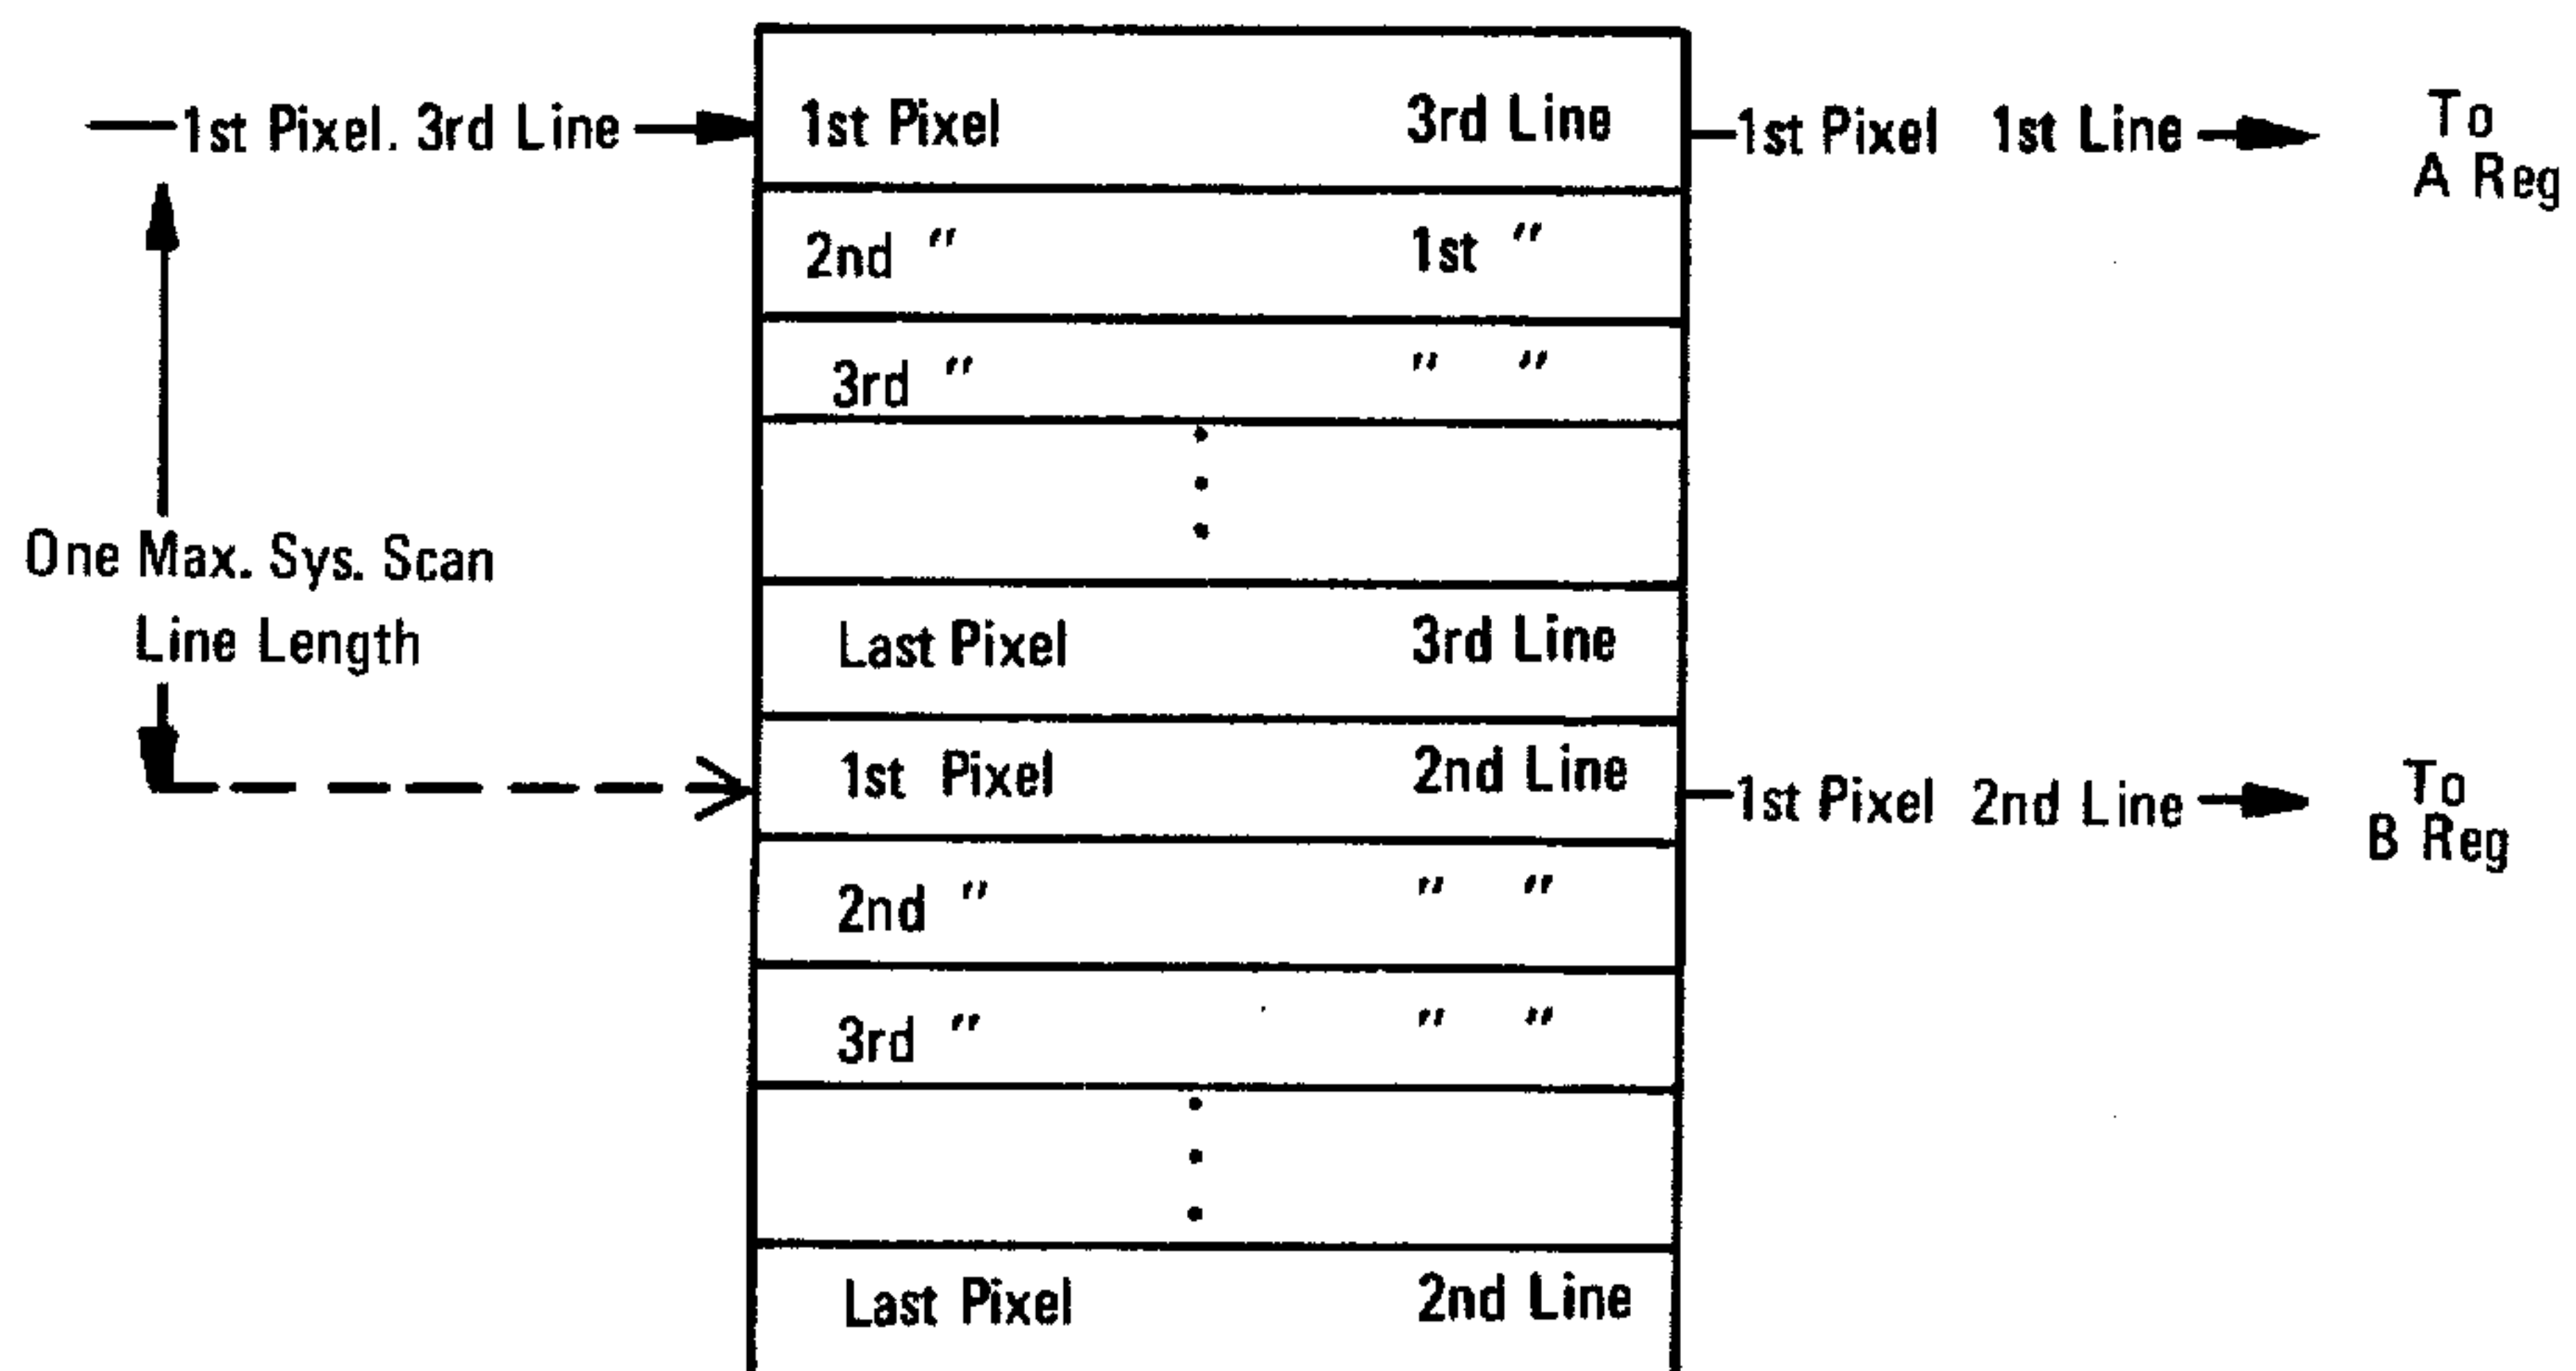 1st Pixel. 3rd Line
1st Pixel 3rd Line
1st Pixel 1st Line
To
A Reg
2nd " 1st "
3rd " " "
One Max. Sys. Scan
Line Length
Last Pixel 3rd Line
1st Pixel 2nd Line
1st Pixel 2nd Line
To
B Reg
2nd " " "
3rd " " "
Last Pixel 2nd Line